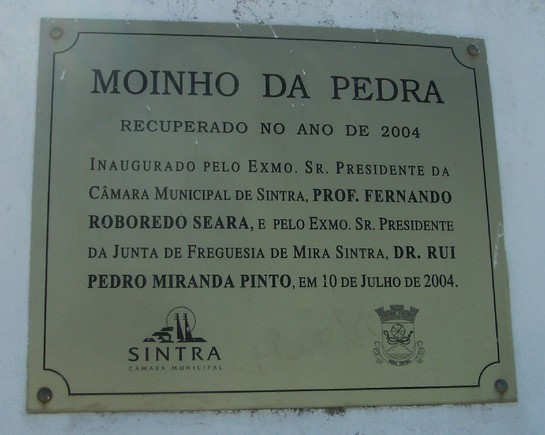 MOINHO DA PEDRA
RECUPERADO NO ANO DE 2004
INAUGURADO PELO EXMO. SR. PRESIDENTE DA
CÂMARA MUNICIPAL DE SINTRA, PROF. FERNANDO
ROBOREDO SEARA, E PELO EXMO. SR. PRESIDENTE
DA JUNTA DE FREGUESIA DE MIRA SINTRA, DR. RUI
PEDRO MIRANDA PINTO, EM 10 DE JULHO DE 2004.
SINTRA
CÂMARA MUNICIPAL